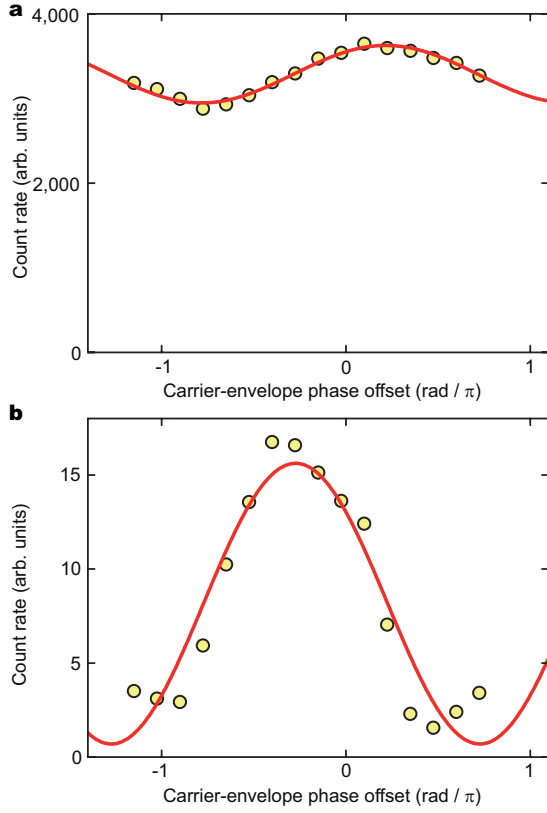 a
4,000
2,000
0
Count rate (arb. units)
-1 0 1
Carrier-envelope phase offset (rad / π)
b
15
10
5
0
Count rate (arb. units)
-1 0 1
Carrier-envelope phase offset (rad / π)